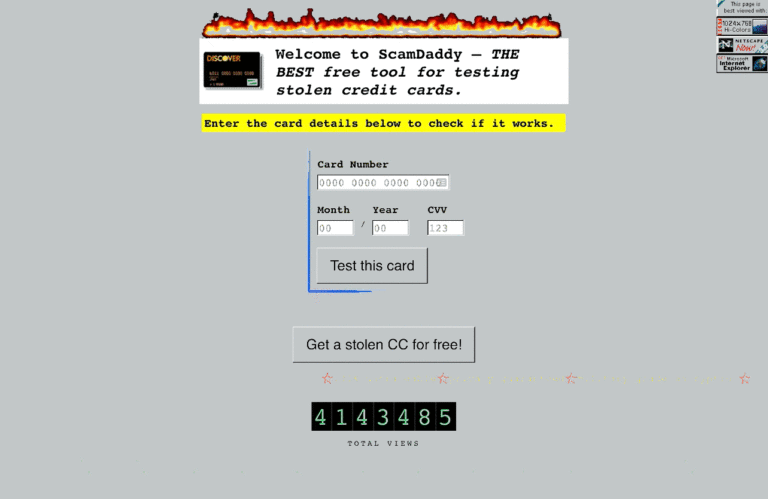 This page is
best viewed with
1024x768
Hi-Colora
NETSCAPE
Now!
Microsoft
Internet
Explorer
DISCOVER
Welcome to ScamDaddy — THE
BEST free tool for testing
stolen credit cards.
Enter the card details below to check if it works.
Card Number
0000 0000 0000 0000
Month Year CVV
00 / 00 123
Test this card
Get a stolen CC for free!
4143485
TOTAL VIEWS